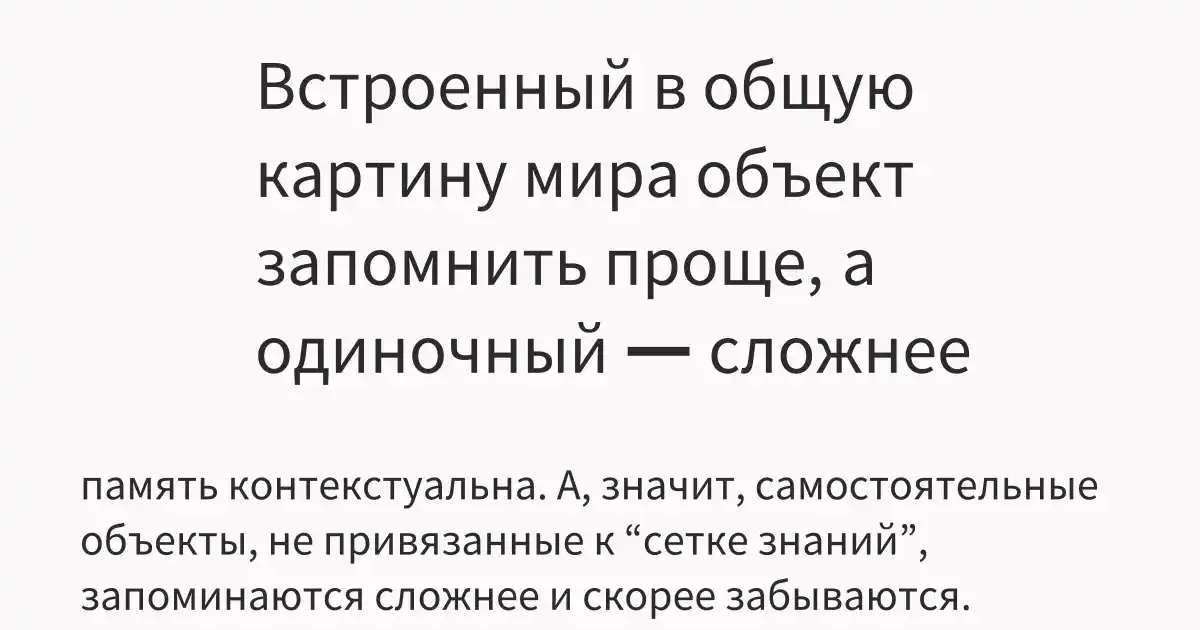 Встроенный в общую
картину мира объект
запомнить проще, а
одиночный — сложнее
память контекстуальна. А, значит, самостоятельные
объекты, не привязанные к “сетке знаний”,
запоминаются сложнее и скорее забываются.